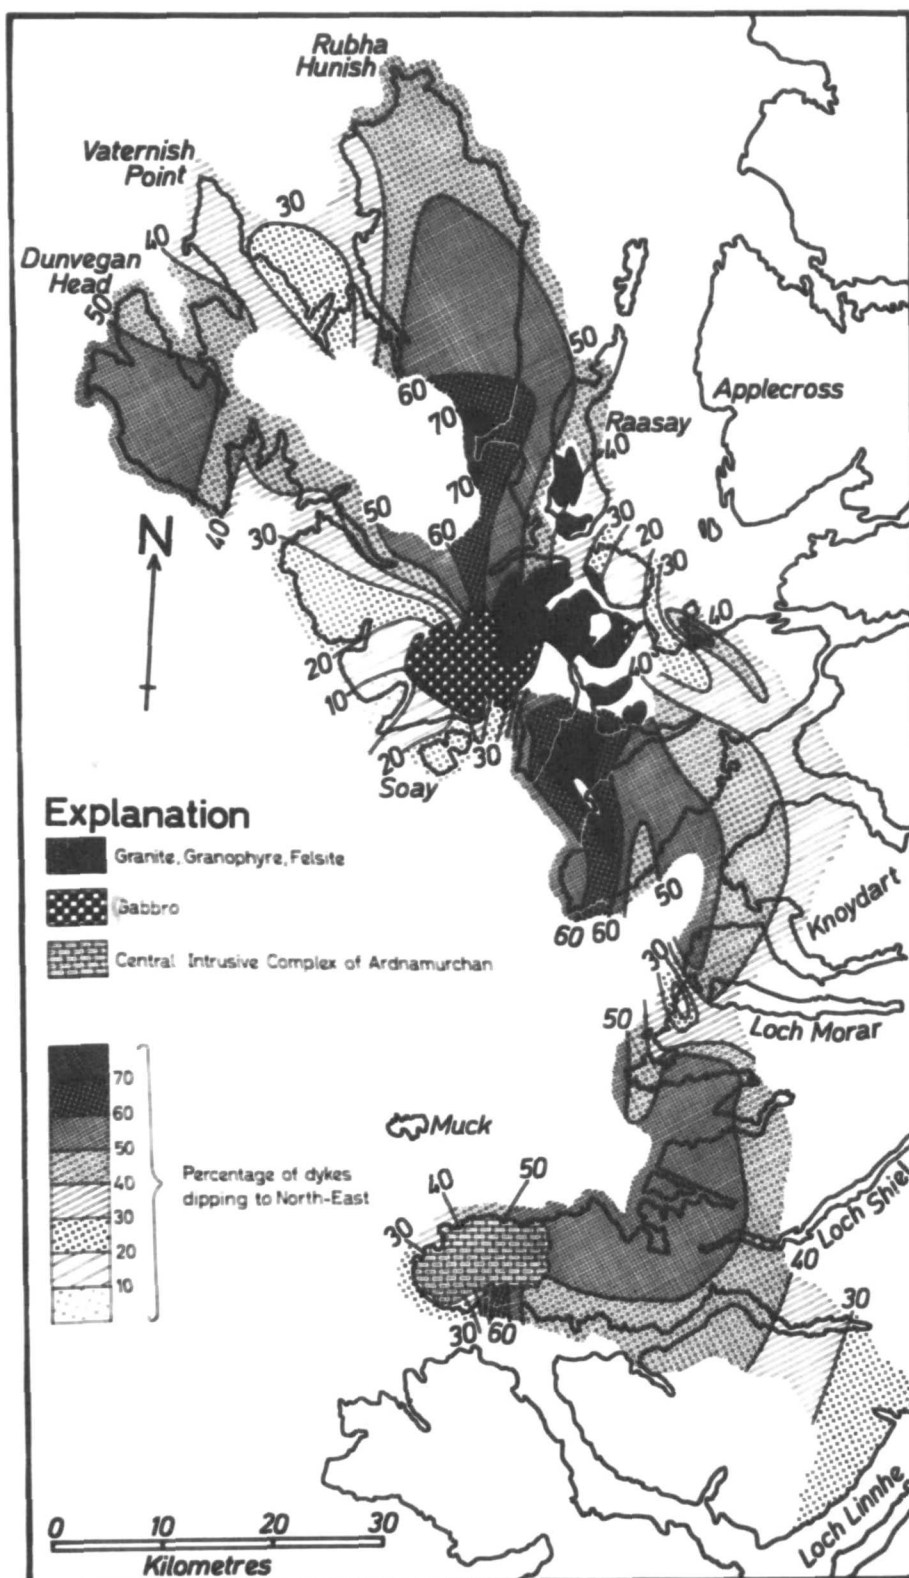 Rubha
Hunish
Vaternish
Point
30
40
Dunvegan
Head
50
50
60
70
Applecross
Raasay
40
70
N
40
30
50
60
30
20
30
40
20
10
40
20
30
Soay
Explanation
Granite, Granophyre, Felsite
Gabbro
Central Intrusive Complex of Ardnamurchan
50
60
60
Knoydart
30
50
Loch Morar
70
60
50
40
30
20
10
Percentage of dykes
dipping to North-East
Muck
50
40
30
Loch Shiel
40
30
30
60
Loch Linnhe
0
10
20
30
Kilometres